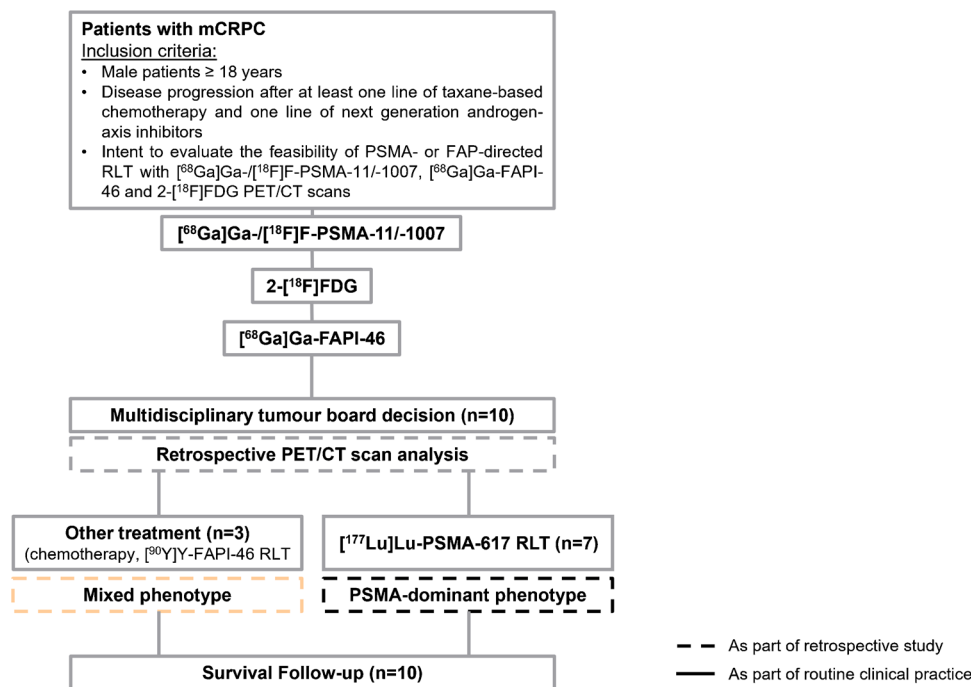 Patients with mCRPC
Inclusion criteria:
• Male patients ≥ 18 years
• Disease progression after at least one line of taxane-based
chemotherapy and one line of next generation androgen-
axis inhibitors
• Intent to evaluate the feasibility of PSMA- or FAP-directed
RLT with [⁶⁸Ga]Ga-/[¹⁸F]F-PSMA-11/-1007, [⁶⁸Ga]Ga-FAPI-
46 and 2-[¹⁸F]FDG PET/CT scans
[⁶⁸Ga]Ga-/[¹⁸F]F-PSMA-11/-1007
2-[¹⁸F]FDG
[⁶⁸Ga]Ga-FAPI-46
Multidisciplinary tumour board decision (n=10)
Retrospective PET/CT scan analysis
Other treatment (n=3)
(chemotherapy, [⁹⁰Y]Y-FAPI-46 RLT
[¹⁷⁷Lu]Lu-PSMA-617 RLT (n=7)
Mixed phenotype
PSMA-dominant phenotype
Survival Follow-up (n=10)
As part of retrospective study
As part of routine clinical practice